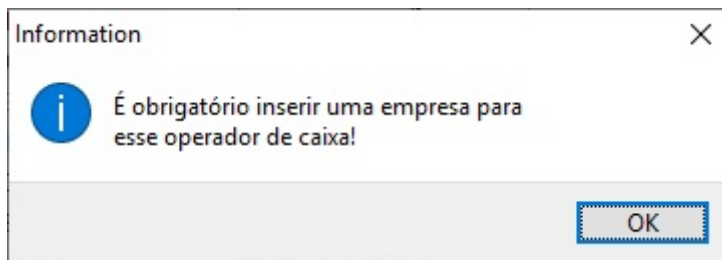 Information
É obrigatório inserir uma empresa para
esse operador de caixa!
OK